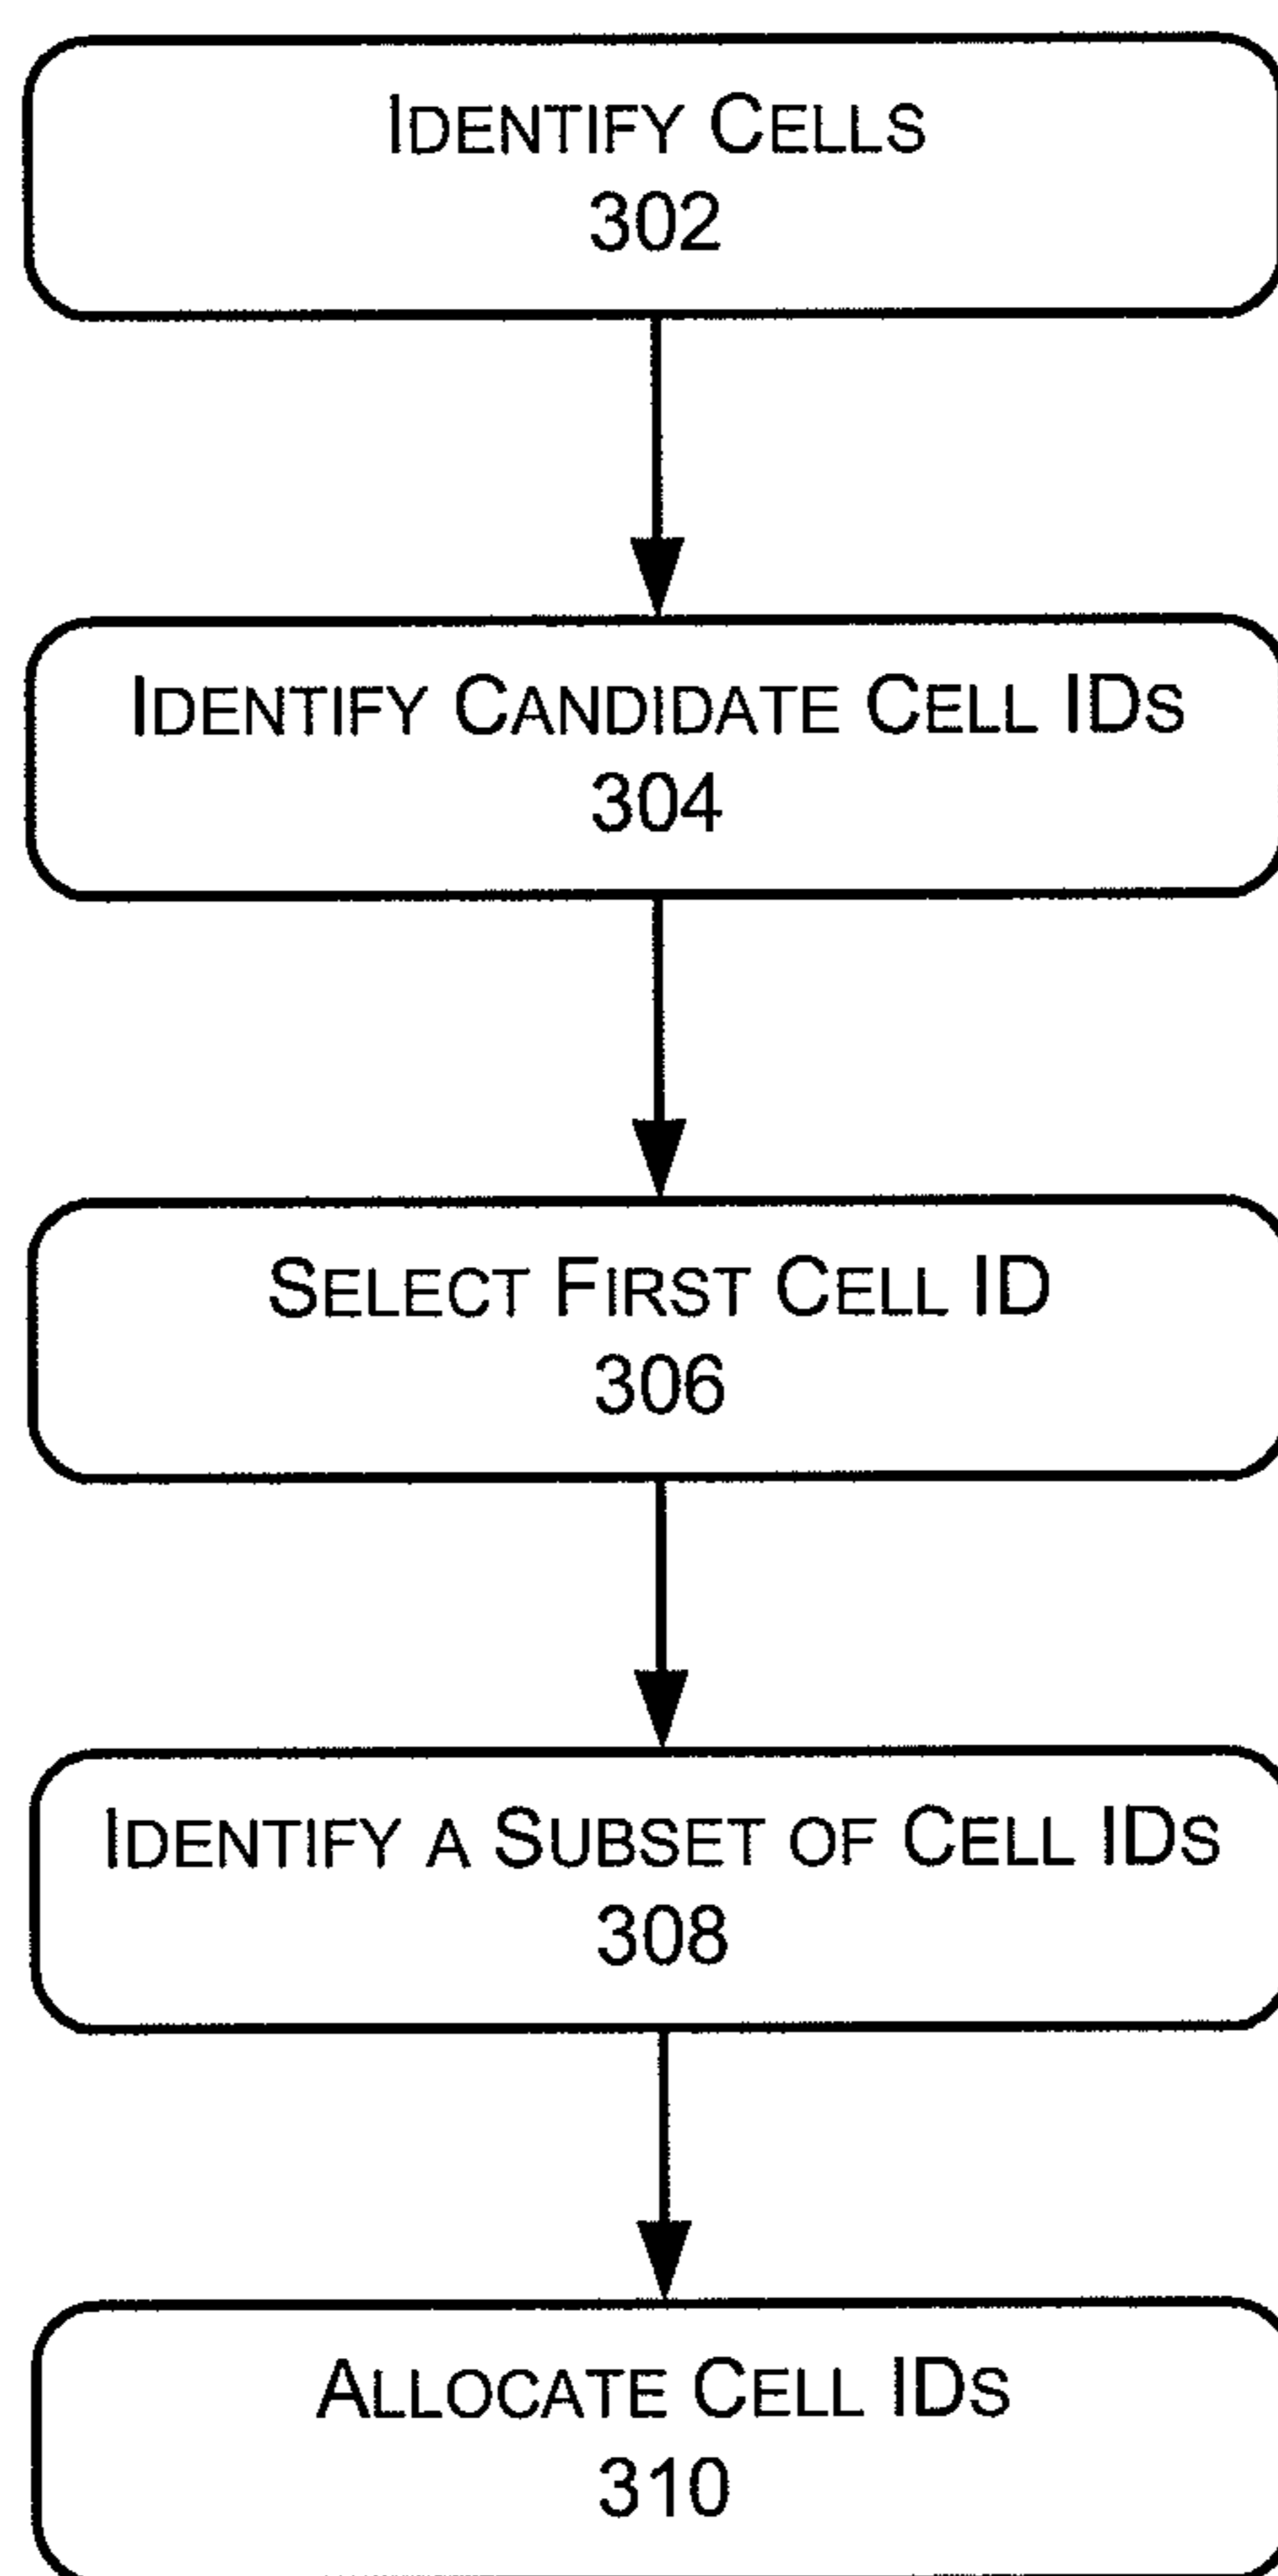 IDENTIFY CELLS
302
IDENTIFY CANDIDATE CELL IDS
304
SELECT FIRST CELL ID
306
IDENTIFY A SUBSET OF CELL IDS
308
ALLOCATE CELL IDS
310